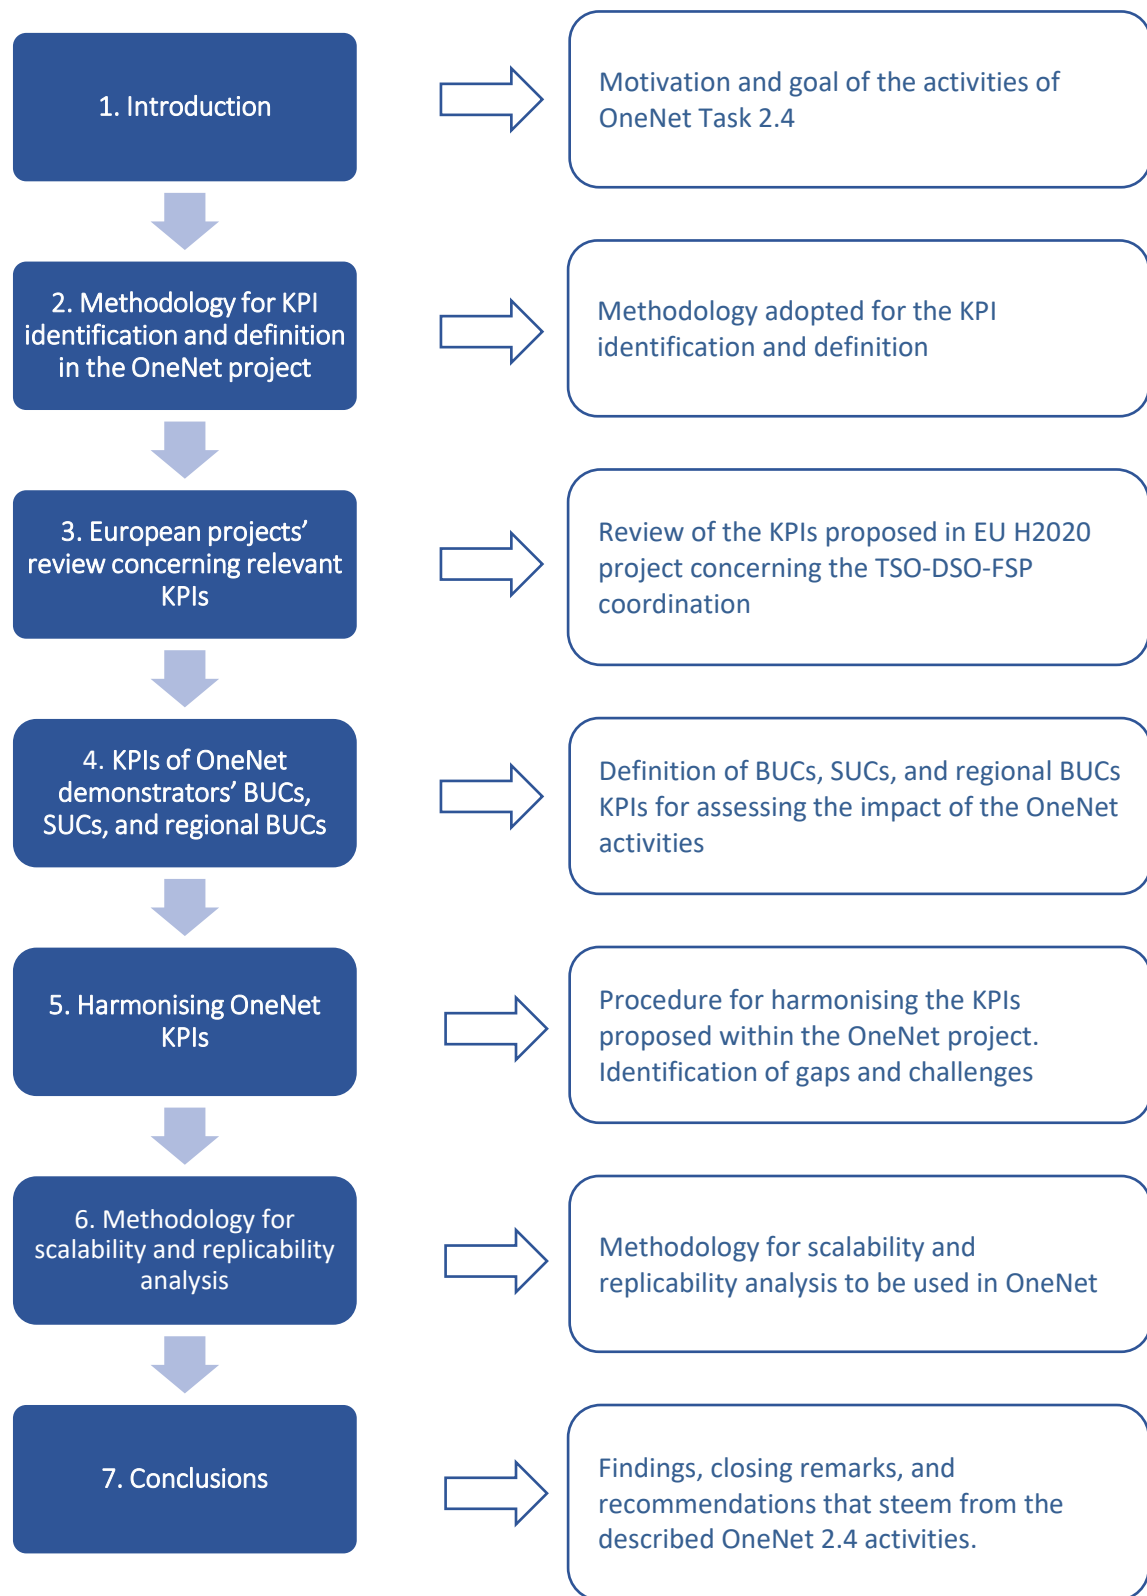 1. Introduction
Motivation and goal of the activities of
OneNet Task 2.4
2. Methodology for KPI
identification and definition
in the OneNet project
Methodology adopted for the KPI
identification and definition
3. European projects’
review concerning relevant
KPIs
Review of the KPIs proposed in EU H2020
project concerning the TSO-DSO-FSP
coordination
4. KPIs of OneNet
demonstrators’ BUCs,
SUCs, and regional BUCs
Definition of BUCs, SUCs, and regional BUCs
KPIs for assessing the impact of the OneNet
activities
5. Harmonising OneNet
KPIs
Procedure for harmonising the KPIs
proposed within the OneNet project.
Identification of gaps and challenges
6. Methodology for
scalability and replicability
analysis
Methodology for scalability and
replicability analysis to be used in OneNet
7. Conclusions
Findings, closing remarks, and
recommendations that steem from the
described OneNet 2.4 activities.